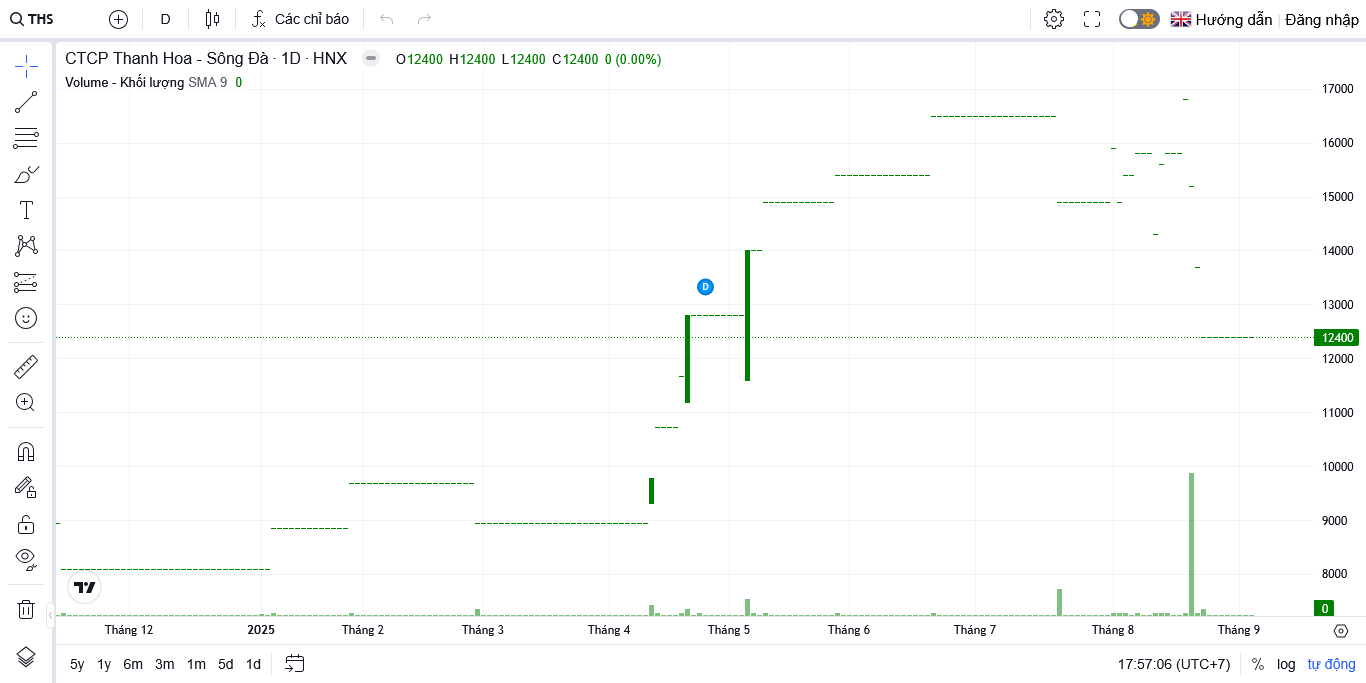 THS D Các chỉ báo Hướng dẫn Đăng nhập
CTCP Thanh Hoa - Sông Đà · 1D · HNX O12400 H12400 L12400 C12400 0 (0.00%)
Volume - Khối lượng SMA 9 0
17000
16000
15000
14000
D
13000
12400
12000
11000
10000
9000
8000
0
Tháng 12 2025 Tháng 2 Tháng 3 Tháng 4 Tháng 5 Tháng 6 Tháng 7 Tháng 8 Tháng 9
5y 1y 6m 3m 1m 5d 1d 17:57:06 (UTC+7) % log tự động